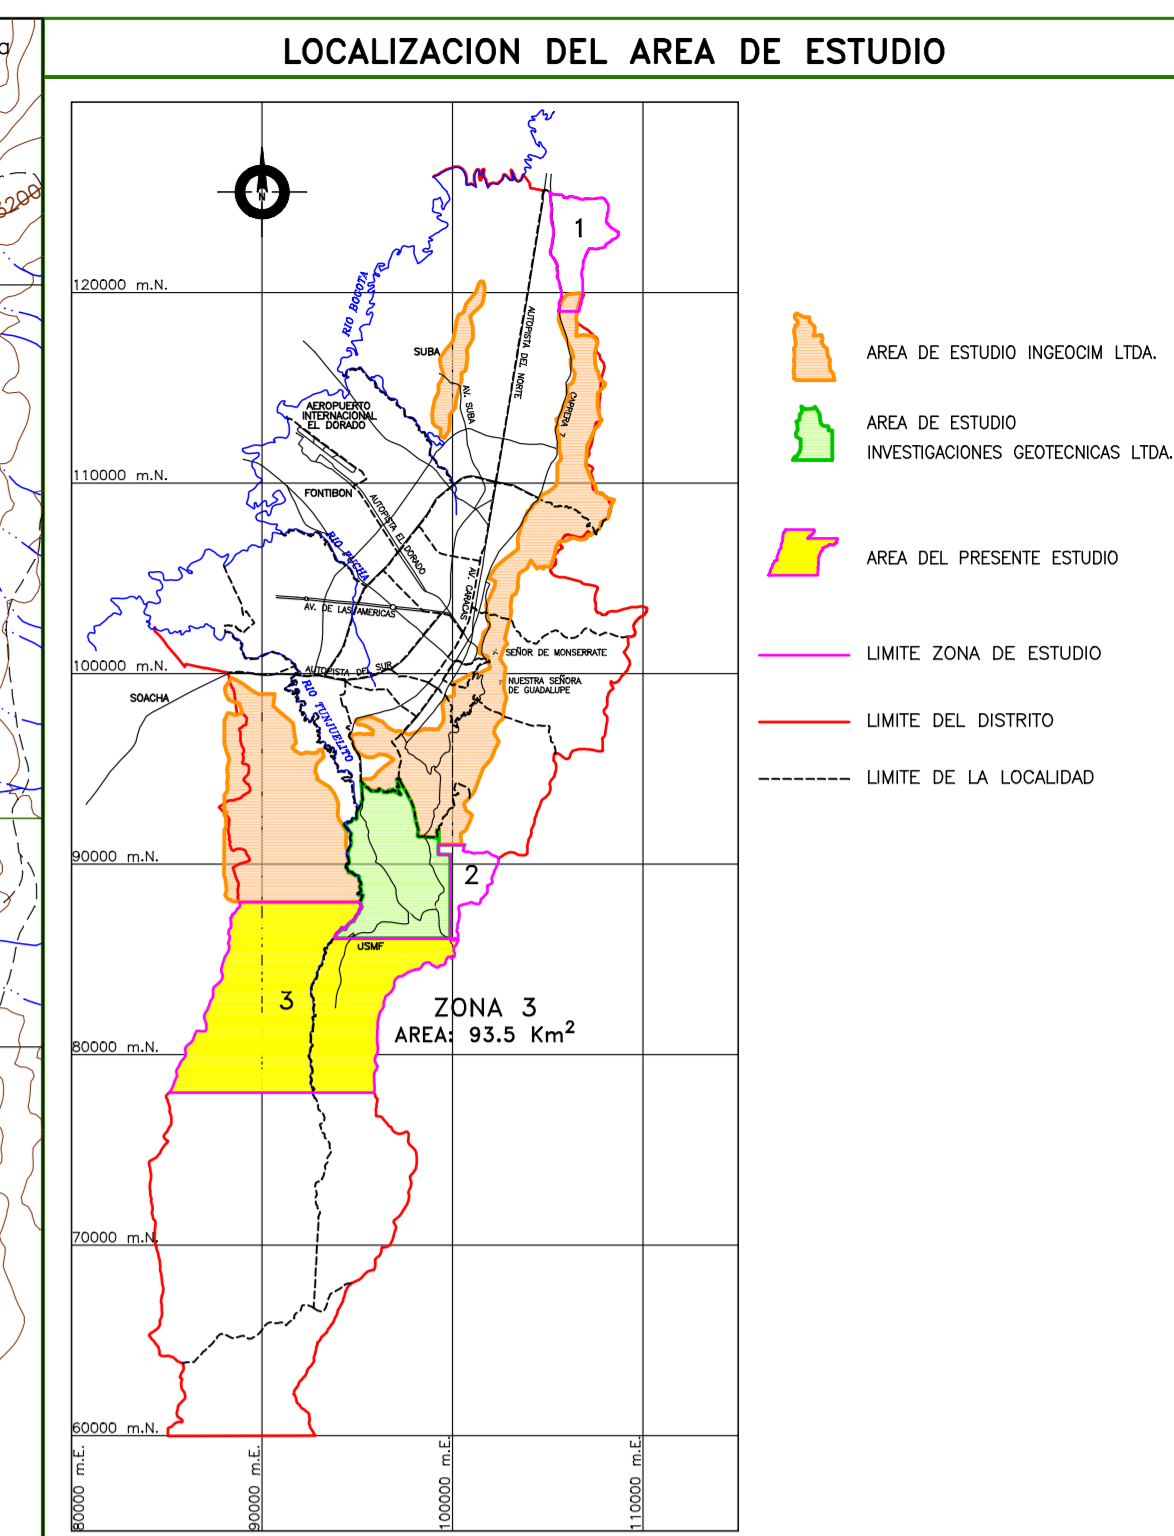 LOCALIZACION DEL AREA DE ESTUDIO
a
3200
N
1
120000 m.N.
RIO BOGOTA
AUTOPISTA DEL NORTE
SUBA
AV. SUBA
CARRERA 7
AEROPUERTO
INTERNACIONAL
EL DORADO
110000 m.N.
FONTIBON
AUTOPISTA EL DORADO
RIO FUCHA
AV. CARACAS
AV. DE LAS AMERICAS
SEÑOR DE MONSERRATE
100000 m.N.
AUTOPISTA DEL SUR
NUESTRA SEÑORA
DE GUADALUPE
SOACHA
RIO TUNJUELITO
90000 m.N.
2
USMF
3
ZONA 3
AREA: 93.5 Km2
80000 m.N.
70000 m.N.
60000 m.N.
80000 m.E.
90000 m.E.
100000 m.E.
110000 m.E.
AREA DE ESTUDIO INGEOCIM LTDA.
AREA DE ESTUDIO
INVESTIGACIONES GEOTECNICAS LTDA.
AREA DEL PRESENTE ESTUDIO
LIMITE ZONA DE ESTUDIO
LIMITE DEL DISTRITO
LIMITE DE LA LOCALIDAD